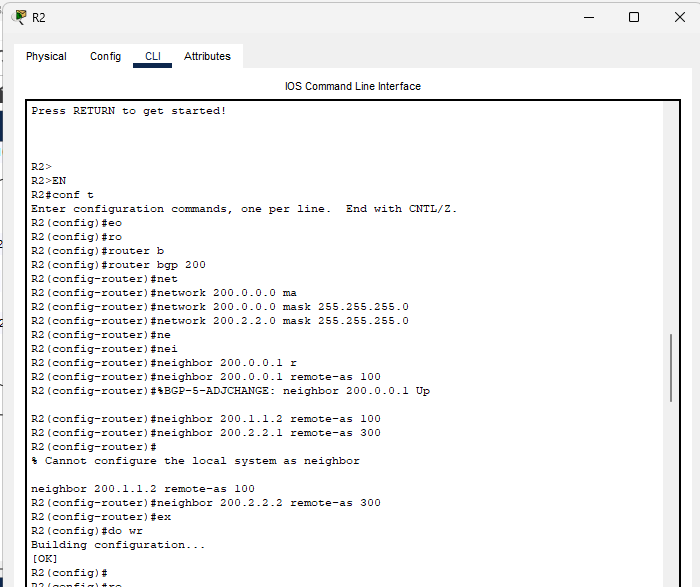 R2
Physical Config CLI Attributes
IOS Command Line Interface
Press RETURN to get started!
R2>
R2>EN
R2#conf t
Enter configuration commands, one per line.  End with CNTL/Z.
R2(config)#eo
R2(config)#ro
R2(config)#router b
R2(config)#router bgp 200
R2(config-router)#net
R2(config-router)#network 200.0.0.0 ma
R2(config-router)#network 200.0.0.0 mask 255.255.255.0
R2(config-router)#network 200.2.2.0 mask 255.255.255.0
R2(config-router)#ne
R2(config-router)#nei
R2(config-router)#neighbor 200.0.0.1 r
R2(config-router)#neighbor 200.0.0.1 remote-as 100
R2(config-router)#%BGP-5-ADJCHANGE: neighbor 200.0.0.1 Up
R2(config-router)#neighbor 200.1.1.2 remote-as 100
R2(config-router)#neighbor 200.2.2.1 remote-as 300
R2(config-router)#
% Cannot configure the local system as neighbor
neighbor 200.1.1.2 remote-as 100
R2(config-router)#neighbor 200.2.2.2 remote-as 300
R2(config-router)#ex
R2(config)#do wr
Building configuration...
[OK]
R2(config)#
R2(config)#ro